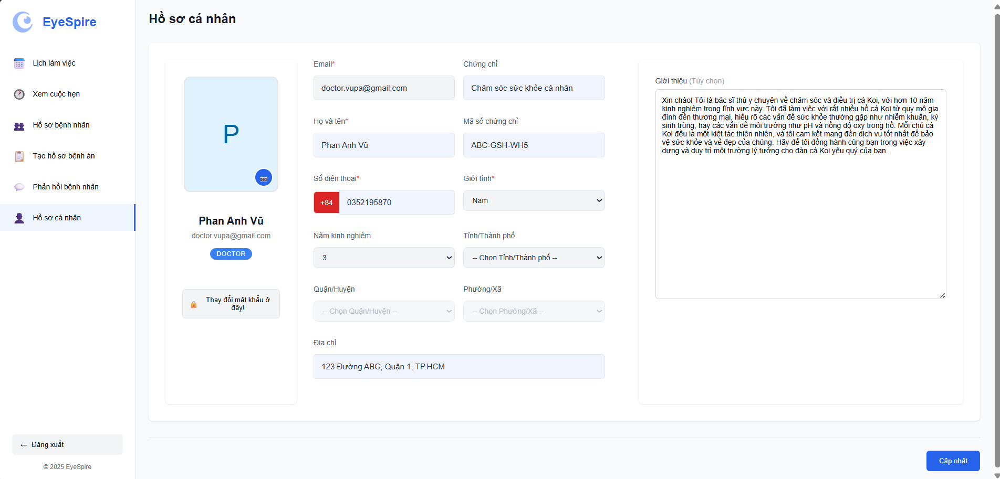 EyeSpire
Lịch làm việc
Xem cuộc hẹn
Hồ sơ bệnh nhân
Tạo hồ sơ bệnh án
Phản hồi bệnh nhân
Hồ sơ cá nhân
← Đăng xuất
© 2025 EyeSpire
Hồ sơ cá nhân
P
Phan Anh Vũ
doctor.vupa@gmail.com
DOCTOR
Thay đổi mật khẩu ở
đây!
Email*
doctor.vupa@gmail.com
Chứng chỉ
Chăm sóc sức khỏe cá nhân
Họ và tên*
Phan Anh Vũ
Mã số chứng chỉ
ABC-GSH-WH5
Số điện thoại*
+84 0352195870
Giới tính*
Nam
Năm kinh nghiệm
3
Tỉnh/Thành phố
-- Chọn Tỉnh/Thành phố --
Quận/Huyện
-- Chọn Quận/Huyện --
Phường/Xã
-- Chọn Phường/Xã --
Địa chỉ
123 Đường ABC, Quận 1, TP.HCM
Giới thiệu (Tùy chọn)
Xin chào! Tôi là bác sĩ thú y chuyên về chăm sóc và điều trị cá Koi, với hơn 10 năm
kinh nghiệm trong lĩnh vực này. Tôi đã làm việc với rất nhiều hồ cá Koi từ quy mô gia
đình đến thương mại, hiểu rõ các vấn đề sức khỏe thường gặp như nhiễm khuẩn, ký
sinh trùng, hay các vấn đề môi trường như pH và nồng độ oxy trong hồ. Mỗi chú cá
Koi đều là một kiệt tác thiên nhiên, và tôi cam kết mang đến dịch vụ tốt nhất để bảo
vệ sức khỏe và vẻ đẹp của chúng. Hãy để tôi đồng hành cùng bạn trong việc xây
dựng và duy trì môi trường lý tưởng cho đàn cá Koi yêu quý của bạn.
Cập nhật